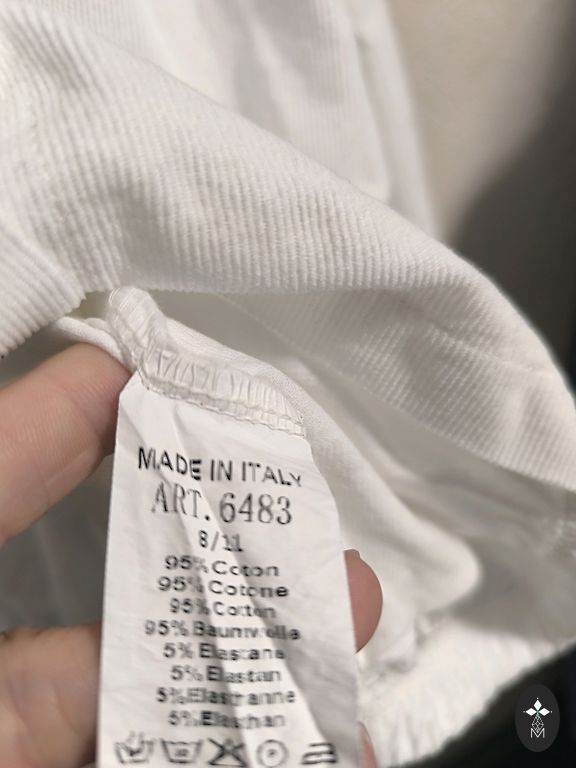 MADE IN ITALY
ART. 6483
8/11
95% Coton
95% Cotone
95% Cotton
95% Baumwolle
5% Elastane
5% Elastan
5% Elasthanne
5% Elasthan
M